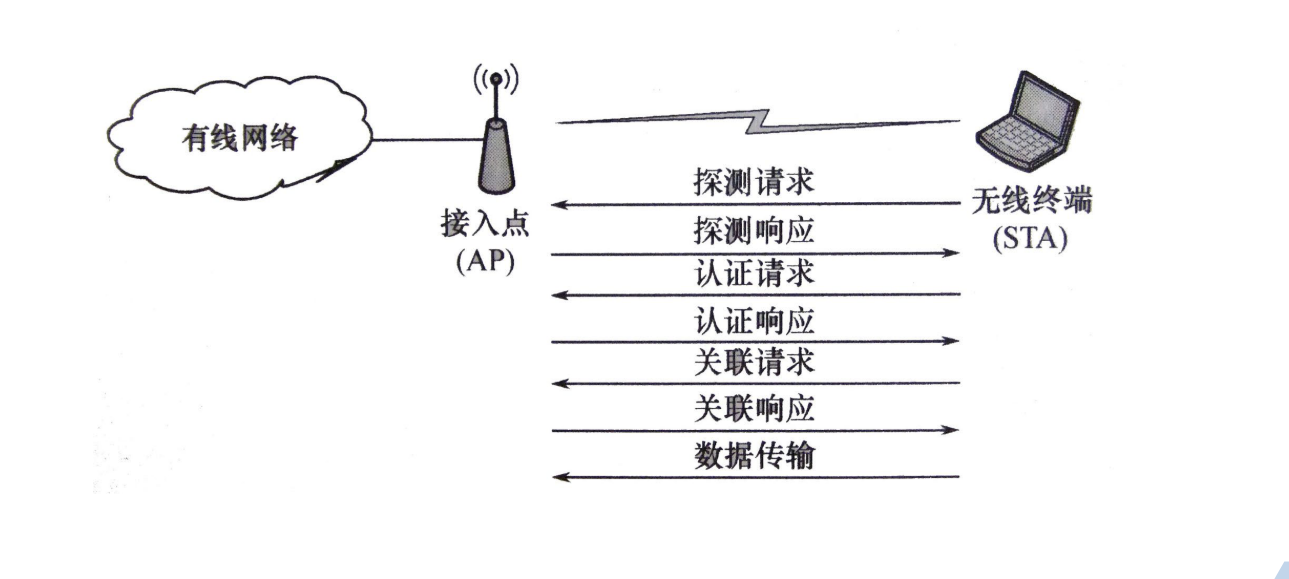 有线网络
接入点
(AP)
无线终端
(STA)
探测请求
探测响应
认证请求
认证响应
关联请求
关联响应
数据传输